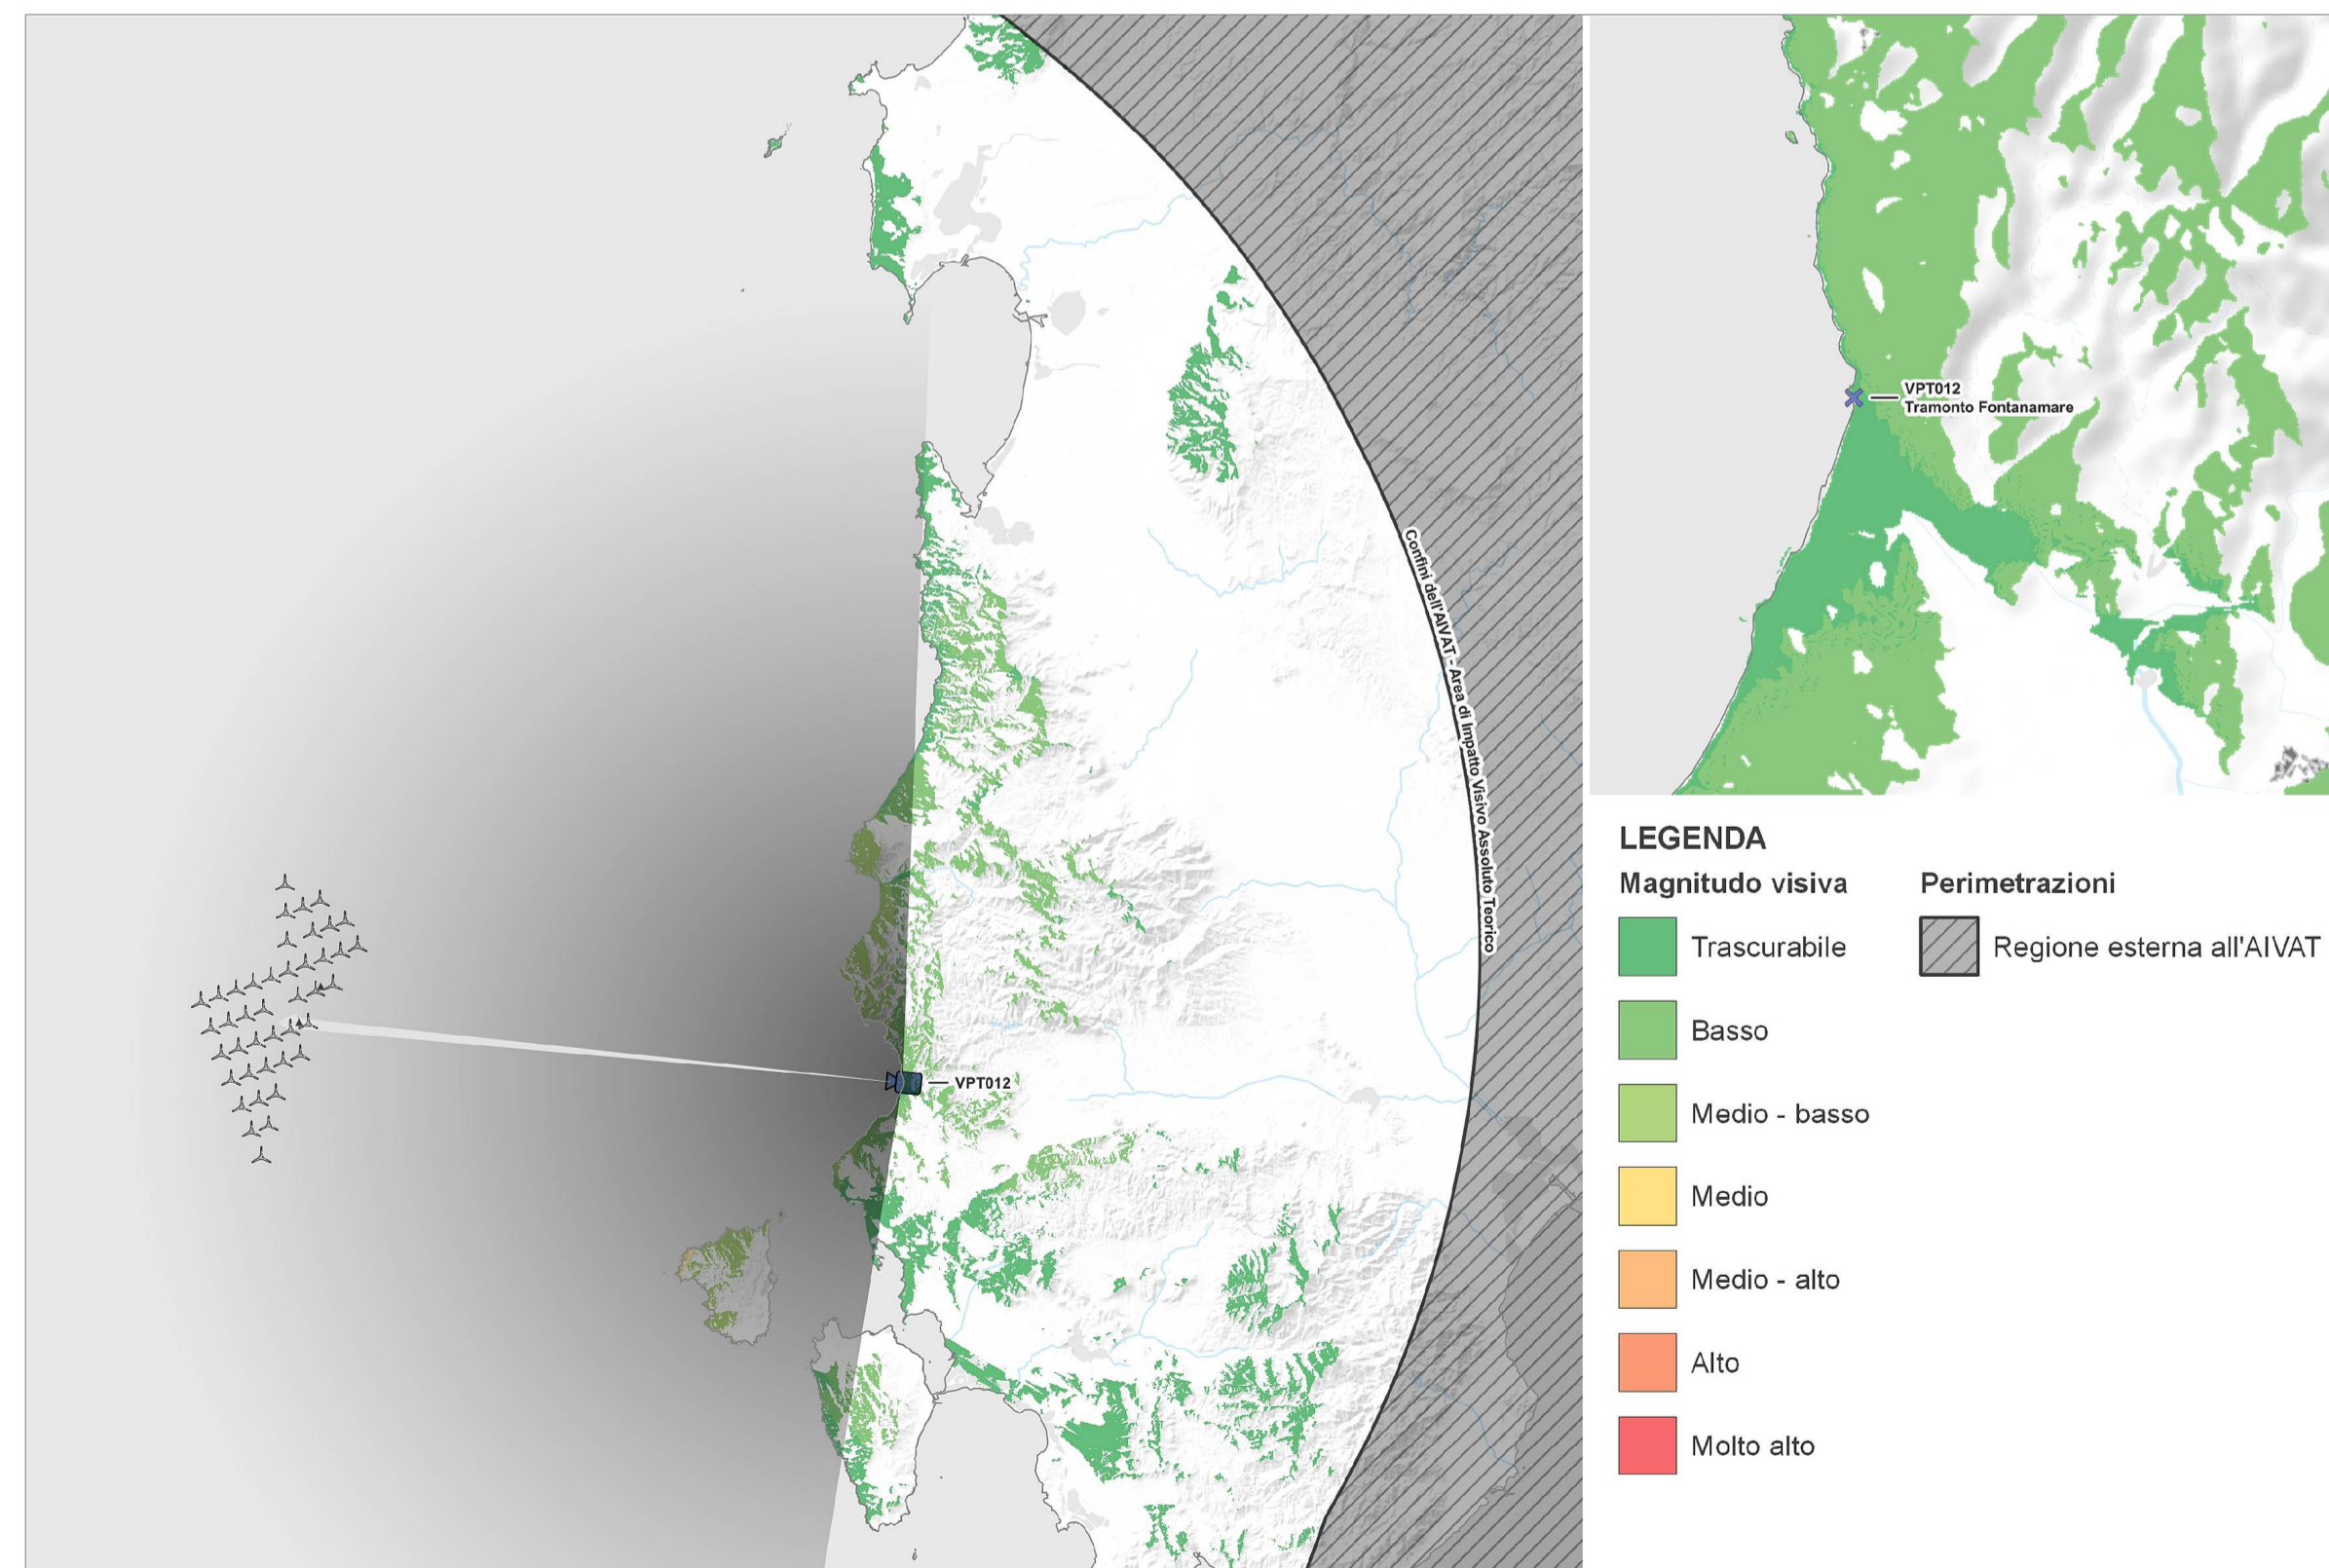 Confini dell'AIVAT - Area di Impatto Visivo Assoluto Teorico
VPT012
VPT012
Tramonto Fontanamare
LEGENDA
Magnitudo visiva
Trascurabile
Basso
Medio - basso
Medio
Medio - alto
Alto
Molto alto
Perimetrazioni
Regione esterna all'AIVAT